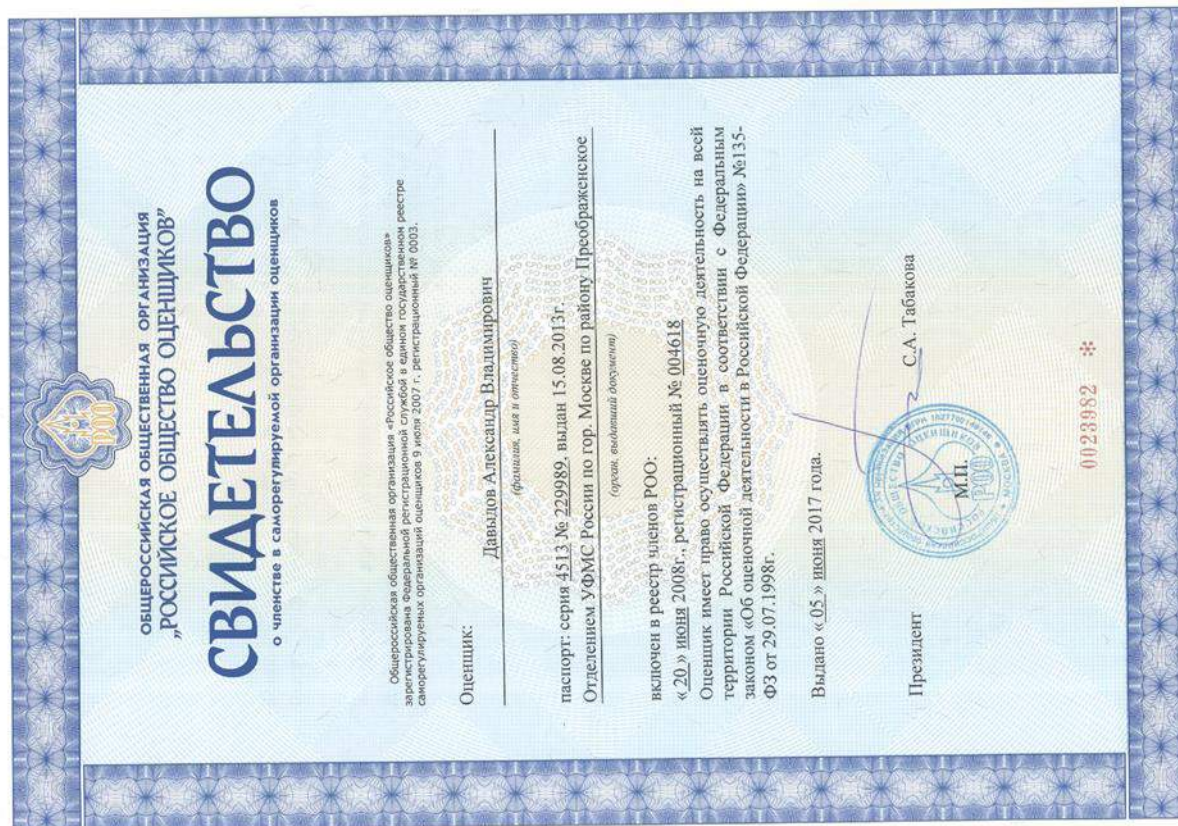 РОО
ОБЩЕРОССИЙСКАЯ ОБЩЕСТВЕННАЯ ОРГАНИЗАЦИЯ
„РОССИЙСКОЕ ОБЩЕСТВО ОЦЕНЩИКОВ”
СВИДЕТЕЛЬСТВО
о членстве в саморегулируемой организации оценщиков
Общероссийская общественная организация «Российское общество оценщиков»
зарегистрирована Федеральной регистрационной службой в едином государственном реестре
саморегулируемых организаций оценщиков 9 июля 2007 г. регистрационный № 0003.
Оценщик:
Давыдов Александр Владимирович
(фамилия, имя и отчество)
паспорт: серия 4513 № 229989, выдан 15.08.2013г.
Отделением УФМС России по гор. Москве по району Преображенское
(орган, выдавший документ)
включен в реестр членов РОО:
« 20 » июня 2008г., регистрационный № 004618
Оценщик имеет право осуществлять оценочную деятельность на всей
территории Российской Федерации в соответствии с Федеральным
законом «Об оценочной деятельности в Российской Федерации» №135-
ФЗ от 29.07.1998г.
Выдано « 05 » июня 2017 года.
Президент
М.П.
С.А. Табакова
0023982 *